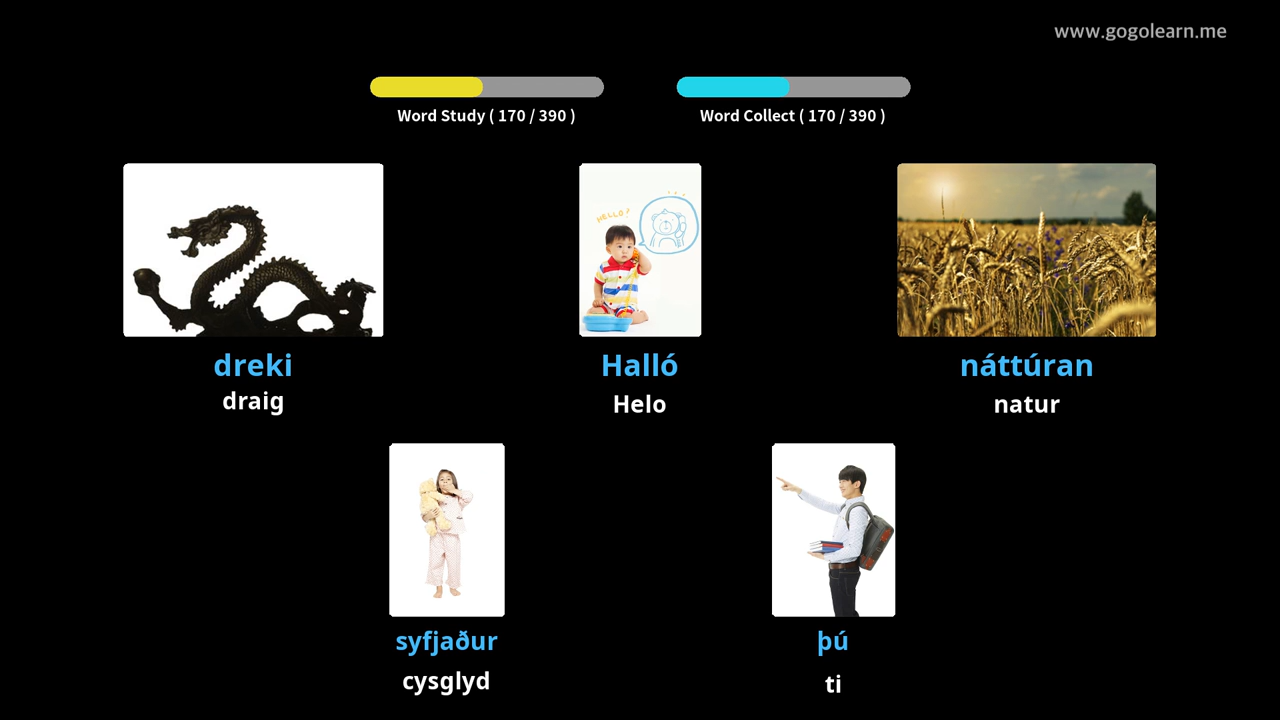 www.gogolearn.me
Word Study ( 170 / 390 )
Word Collect ( 170 / 390 )
HELLO?
dreki
draig
Halló
Helo
náttúran
natur
syfjaður
cysglyd
þú
ti